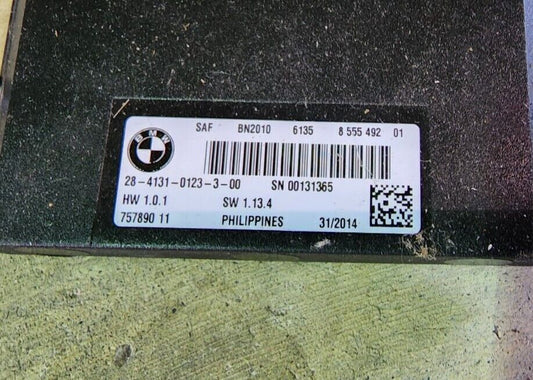 SAF BN2010 6135 8 555 492 01
BMW
28-4131-0123-3-00 SN 00131365
HW 1.0.1 SW 1.13.4
757890 11 PHILIPPINES 31/2014